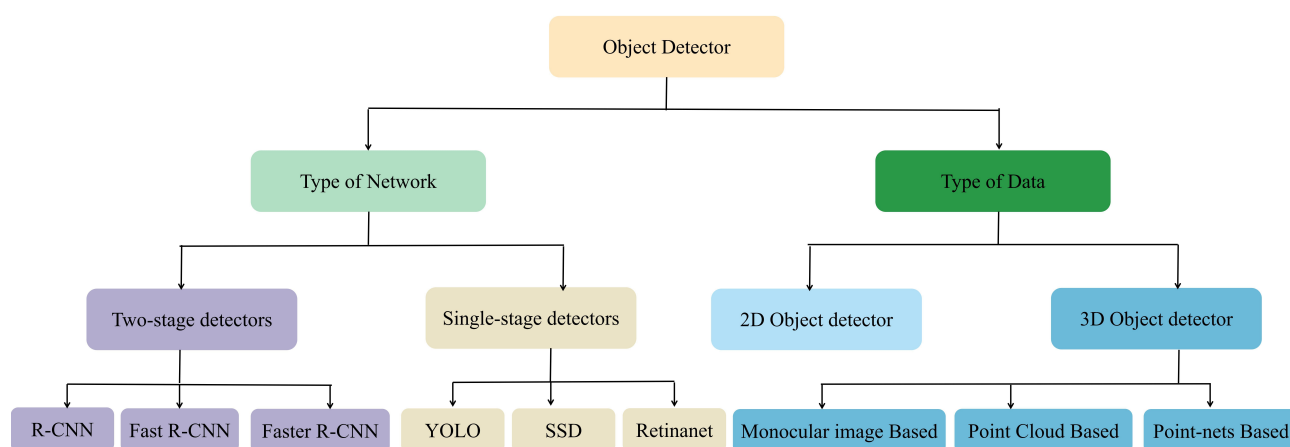 Object Detector
Type of Network
Type of Data
Two-stage detectors
Single-stage detectors
2D Object detector
3D Object detector
R-CNN
Fast R-CNN
Faster R-CNN
YOLO
SSD
Retinanet
Monocular image Based
Point Cloud Based
Point-nets Based